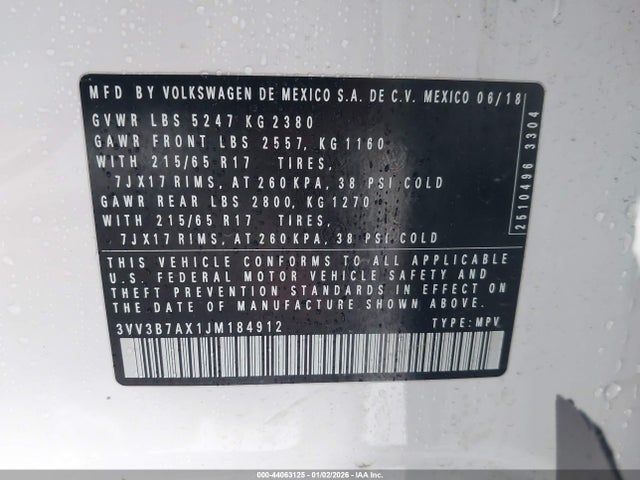 MFD BY VOLKSWAGEN DE MEXICO S.A. DE C.V. MEXICO 06/18
GVWR LBS 5247 KG 2380
GAWR FRONT LBS 2557, KG 1160
WITH 215/65 R17 TIRES,
7JX17 RIMS, AT 260 KPA, 38 PSI COLD
GAWR REAR LBS 2800, KG 1270
WITH 215/65 R17 TIRES,
7JX17 RIMS, AT 260 KPA, 38 PSI COLD
2510496 3304
THIS VEHICLE CONFORMS TO ALL APPLICABLE
U.S. FEDERAL MOTOR VEHICLE SAFETY AND
THEFT PREVENTION STANDARDS IN EFFECT ON
THE DATE OF MANUFACTURE SHOWN ABOVE.
3VV3B7AX1JM184912 TYPE: MPV
000-44063125 - 01/02/2026 - IAA Holdings, LLC.